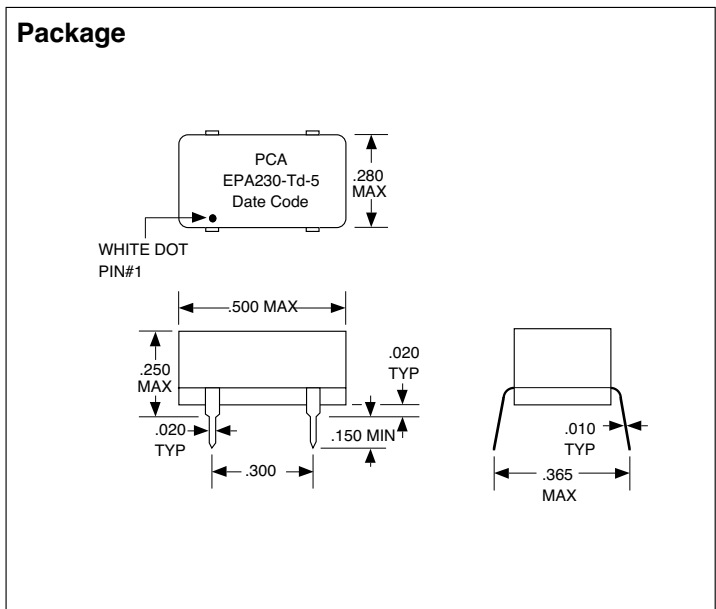 Package
PCA
EPA230-Td-5
Date Code
.280
MAX
WHITE DOT
PIN#1
.500 MAX
.250
MAX
.020
TYP
.020
TYP
.150 MIN
.300
.010
TYP
.365
MAX